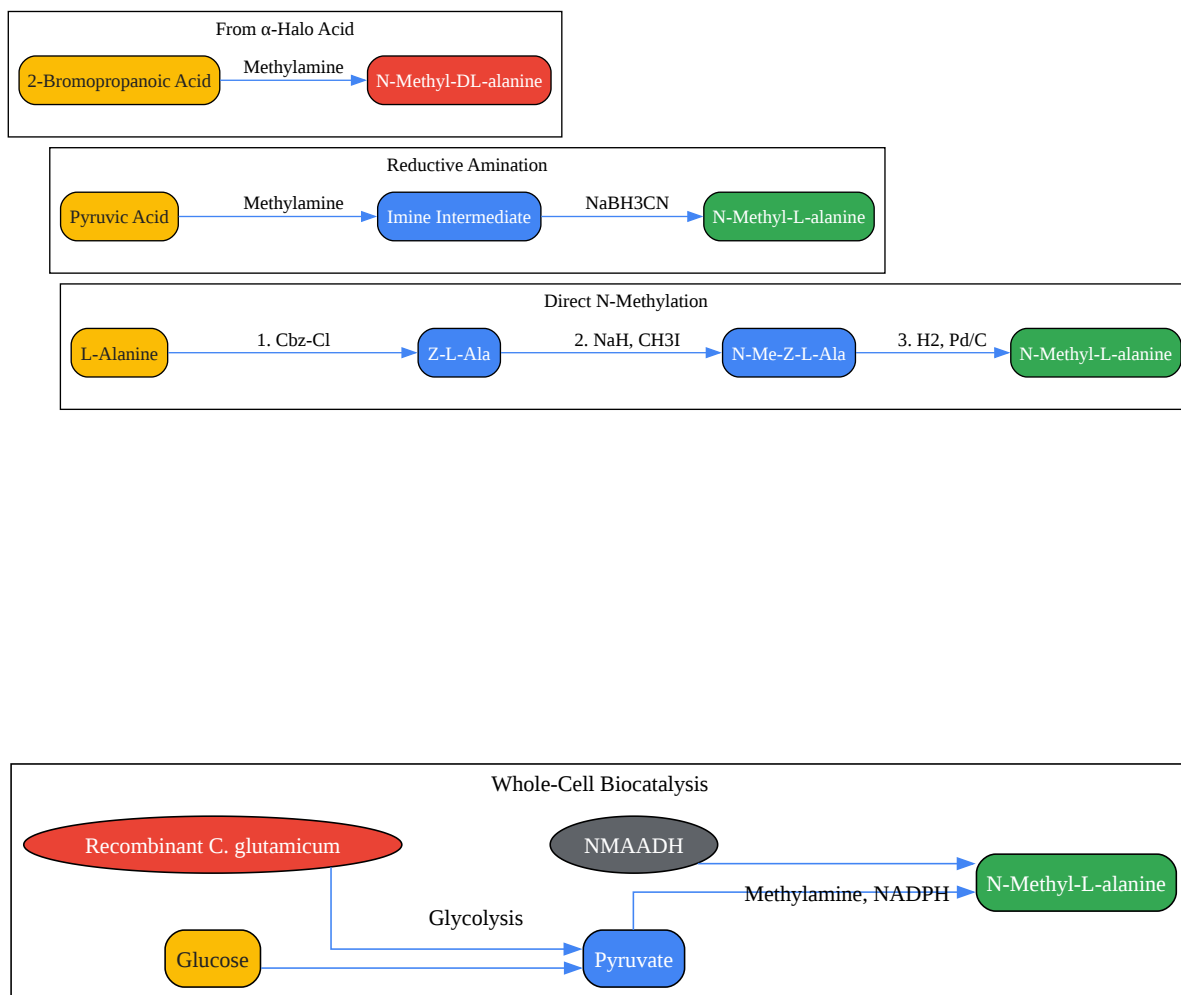 From α-Halo Acid
2-Bromopropanoic Acid
Methylamine
N-Methyl-DL-alanine
Reductive Amination
Pyruvic Acid
Methylamine
Imine Intermediate
NaBH3CN
N-Methyl-L-alanine
Direct N-Methylation
L-Alanine
1. Cbz-Cl
Z-L-Ala
2. NaH, CH3I
N-Me-Z-L-Ala
3. H2, Pd/C
N-Methyl-L-alanine
Whole-Cell Biocatalysis
Recombinant C. glutamicum
NMAADH
N-Methyl-L-alanine
Methylamine, NADPH
Glycolysis
Glucose
Pyruvate